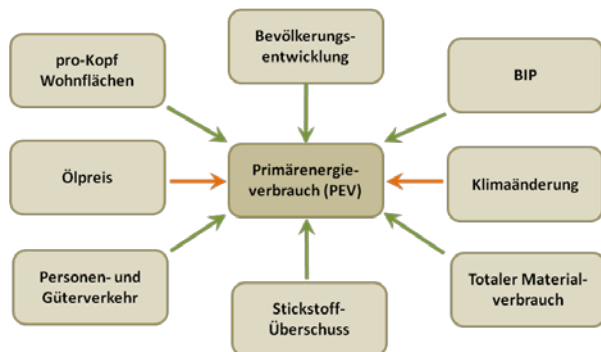 pro-Kopf
Wohnflächen
Bevölkerungs-
entwicklung
BIP
Ölpreis
Primärenergie-
verbrauch (PEV)
Klimaänderung
Personen- und
Güterverkehr
Stickstoff-
Überschuss
Totaler Material-
verbrauch